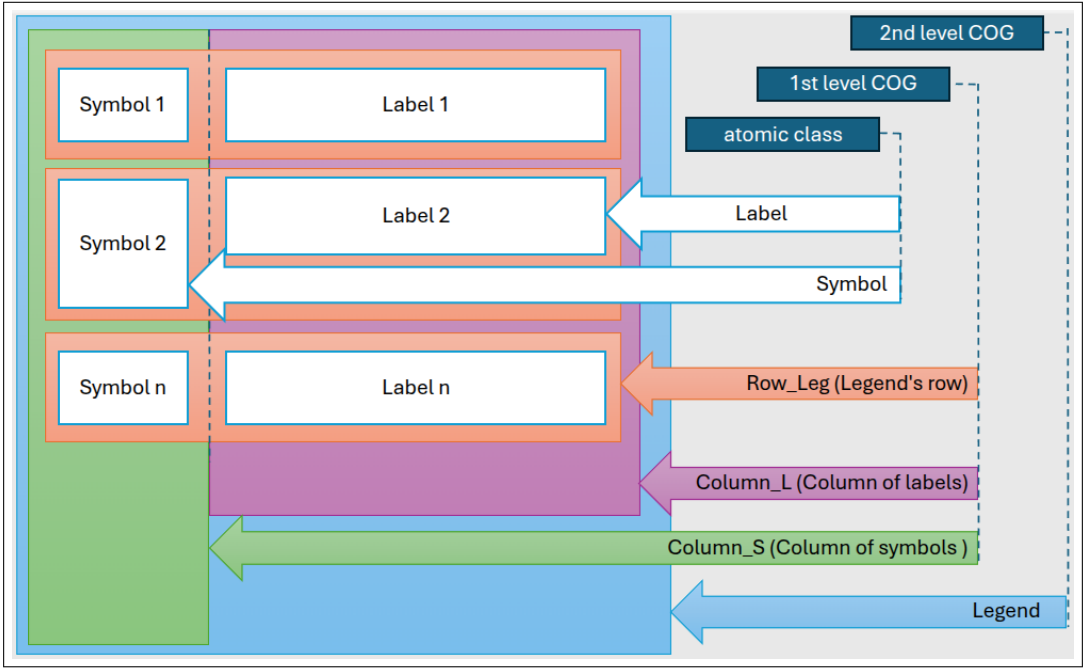 2nd level COG
1st level COG
Symbol 1
Label 1
atomic class
Symbol 2
Label 2
Label
Symbol
Symbol n
Label n
Row_Leg (Legend's row)
Column_L (Column of labels)
Column_S (Column of symbols )
Legend